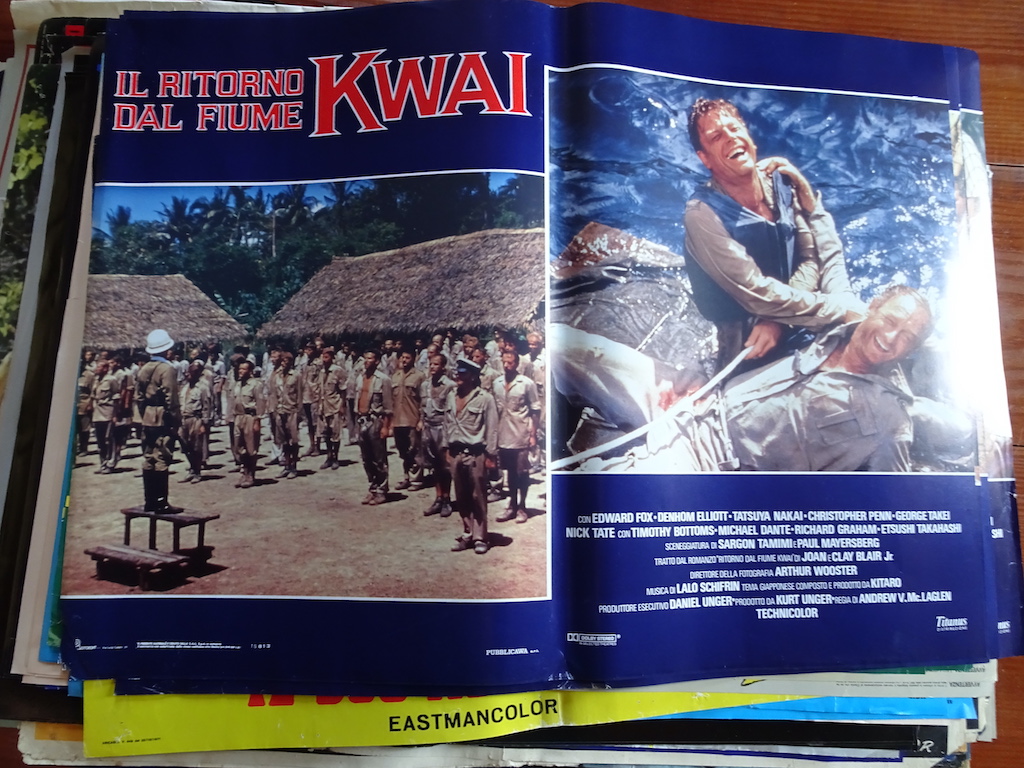 IL RITORNO
DAL FIUME KWAI
CON EDWARD FOX • DENHOM ELLIOTT • TATSUYA NAKAI • CHRISTOPHER PENN • GEORGE TAKEI
NICK TATE CON TIMOTHY BOTTOMS • MICHAEL DANTE • RICHARD GRAHAM • ETSUSHI TAKAHASHI
SCENEGGIATURA DI SARGON TAMIMI E PAUL MAYERSBERG
TRATTO DAL ROMANZO "RITORNO DAL FIUME KWAI" DI JOAN E CLAY BLAIR Jr.
DIRETTORE DELLA FOTOGRAFIA ARTHUR WOOSTER
MUSICA DI LALO SCHIFRIN TEMA GIAPPONESE COMPOSTO E PRODOTTO DA KITARO
PRODUTTORE ESECUTIVO DANIEL UNGER • PRODOTTO DA KURT UNGER • REGIA DI ANDREW V. Mc.LAGLEN
TECHNICOLOR
DOLBY STEREO
Titanus
DISTRIBUZIONE
PUBBLICAWA
EASTMANCOLOR